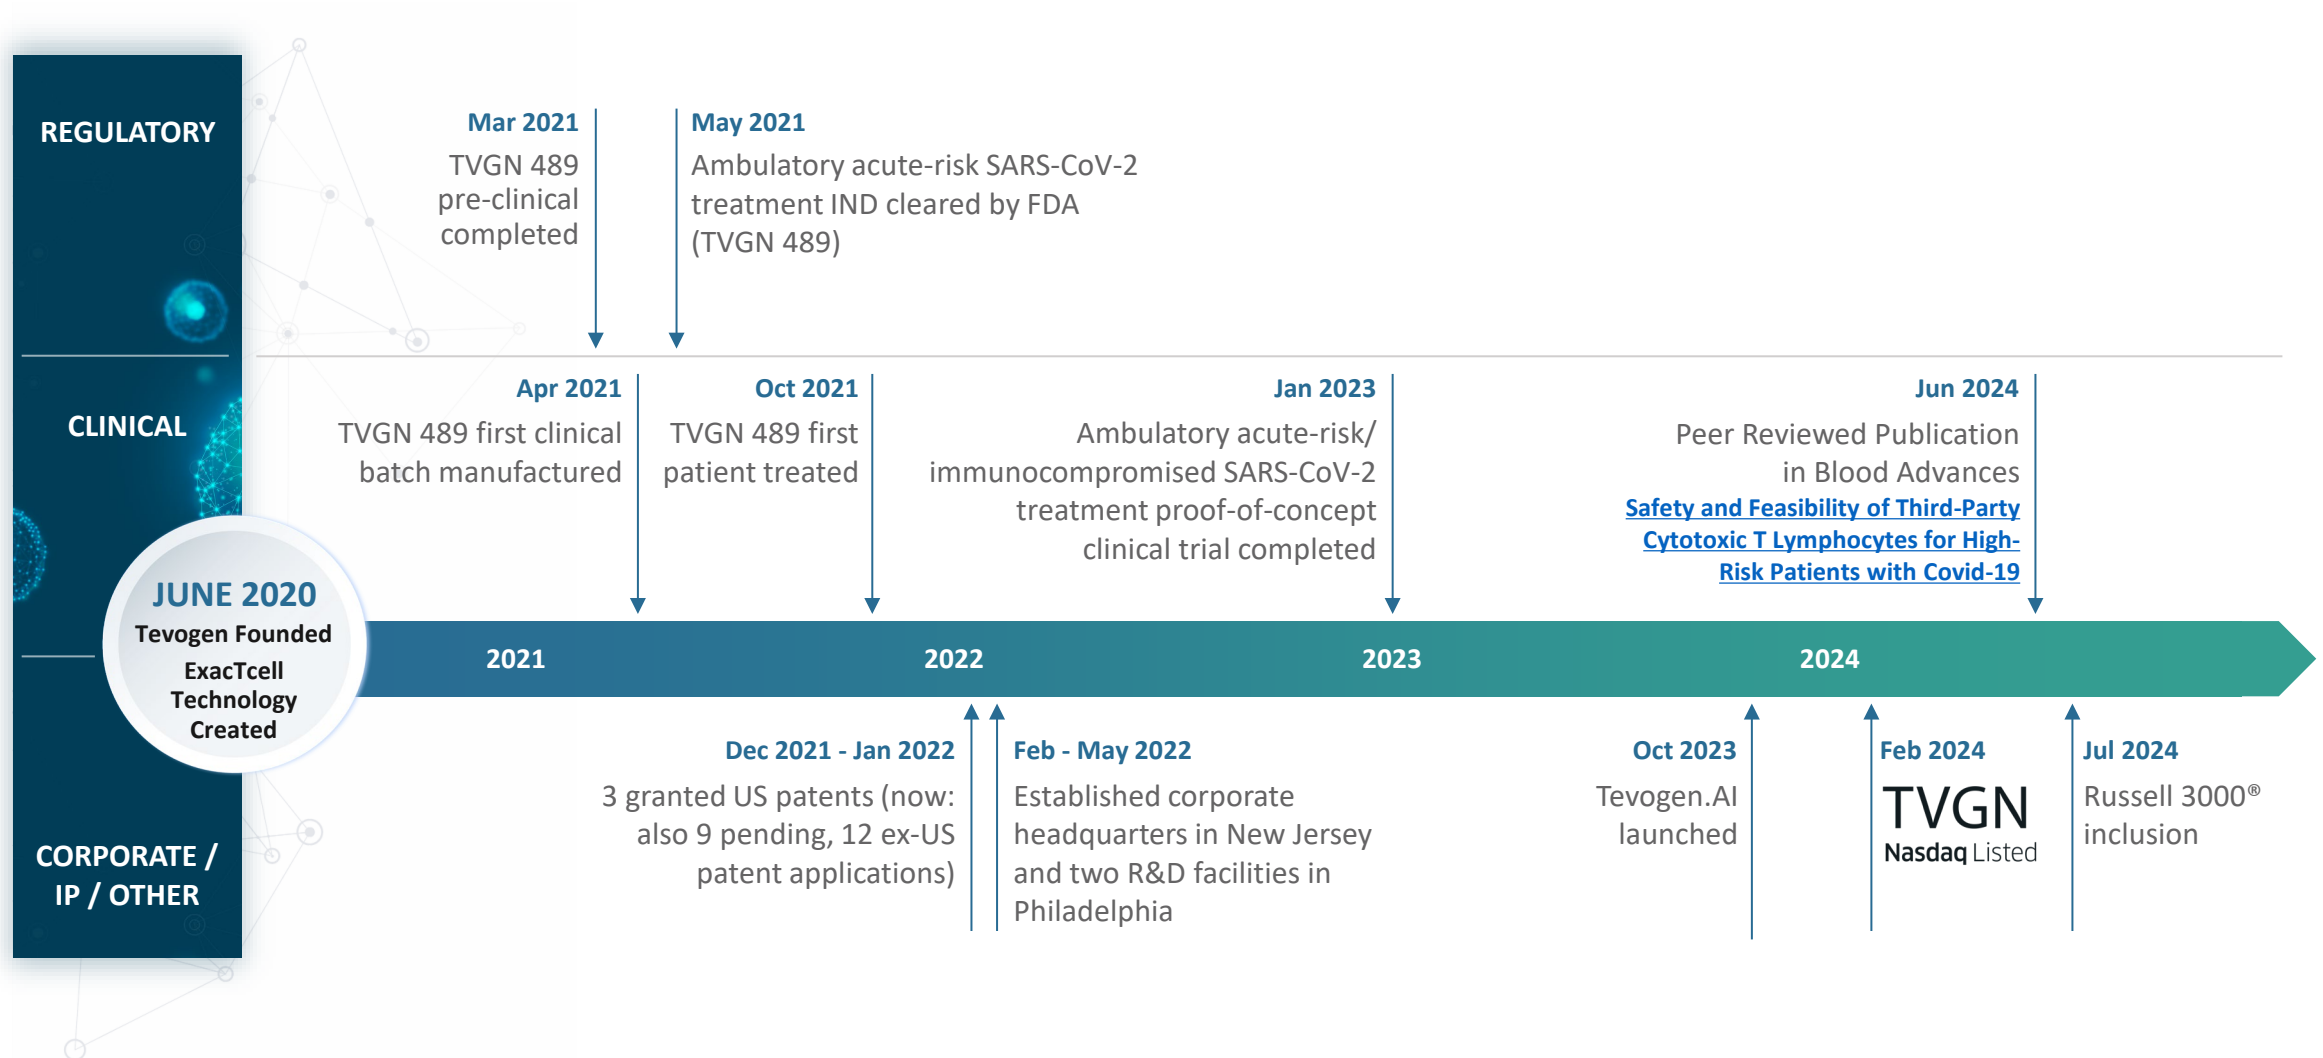 REGULATORY
Mar 2021
TVGN 489
pre-clinical
completed
May 2021
Ambulatory acute-risk SARS-CoV-2
treatment IND cleared by FDA
(TVGN 489)
CLINICAL
Apr 2021
TVGN 489 first clinical
batch manufactured
Oct 2021
TVGN 489 first
patient treated
Jan 2023
Ambulatory acute-risk/
immunocompromised SARS-CoV-2
treatment proof-of-concept
clinical trial completed
Jun 2024
Peer Reviewed Publication
in Blood Advances
Safety and Feasibility of Third-Party
Cytotoxic T Lymphocytes for High-
Risk Patients with Covid-19
JUNE 2020
Tevogen Founded
ExacTcell
Technology
Created
2021
2022
2023
2024
CORPORATE /
IP / OTHER
Dec 2021 - Jan 2022
3 granted US patents (now:
also 9 pending, 12 ex-US
patent applications)
Feb - May 2022
Established corporate
headquarters in New Jersey
and two R&D facilities in
Philadelphia
Oct 2023
Tevogen.AI
launched
Feb 2024
TVGN
Nasdaq Listed
Jul 2024
Russell 3000®
inclusion